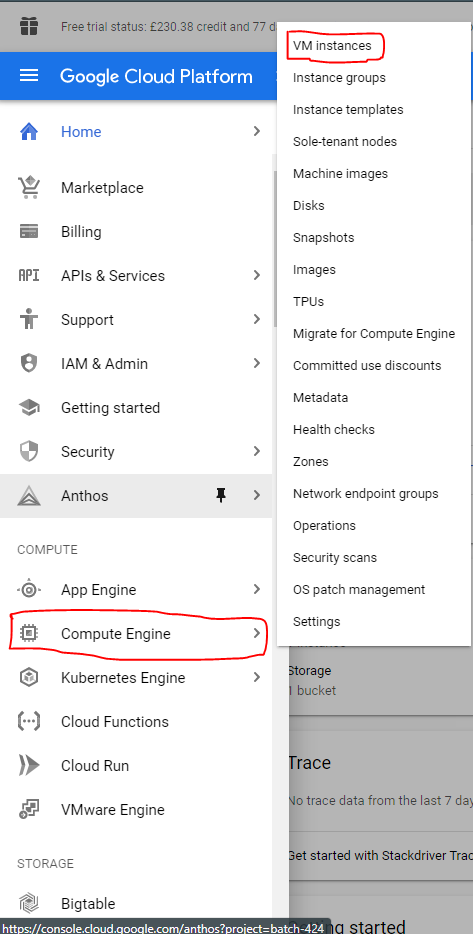 Free trial status: £230.38 credit and 77 d
Google Cloud Platform
Home
Marketplace
Billing
API APIs & Services
Support
IAM & Admin
Getting started
Security
Anthos
COMPUTE
App Engine
Compute Engine
Kubernetes Engine
Cloud Functions
Cloud Run
VMware Engine
STORAGE
Bigtable
VM instances
Instance groups
Instance templates
Sole-tenant nodes
Machine images
Disks
Snapshots
Images
TPUs
Migrate for Compute Engine
Committed use discounts
Metadata
Health checks
Zones
Network endpoint groups
Operations
Security scans
OS patch management
Settings
Storage
1 bucket
Trace
No trace data from the last 7 day
Get started with Stackdriver Trac
started
https://console.cloud.google.com/anthos?project=batch-424